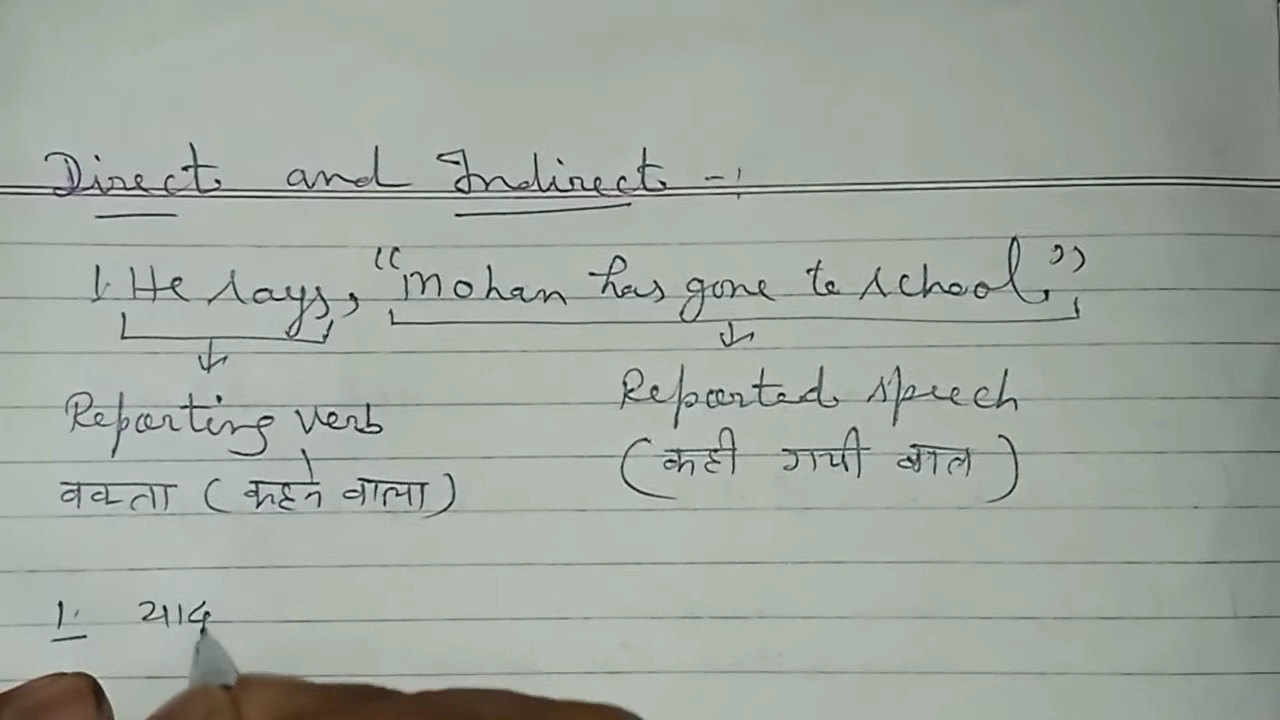 Direct and Indirect -:
1. He says, "Mohan has gone to school."
Reporting verb
Reported speech
वक्ता (कहने वाला)
(कही गयी बात)
1. याद